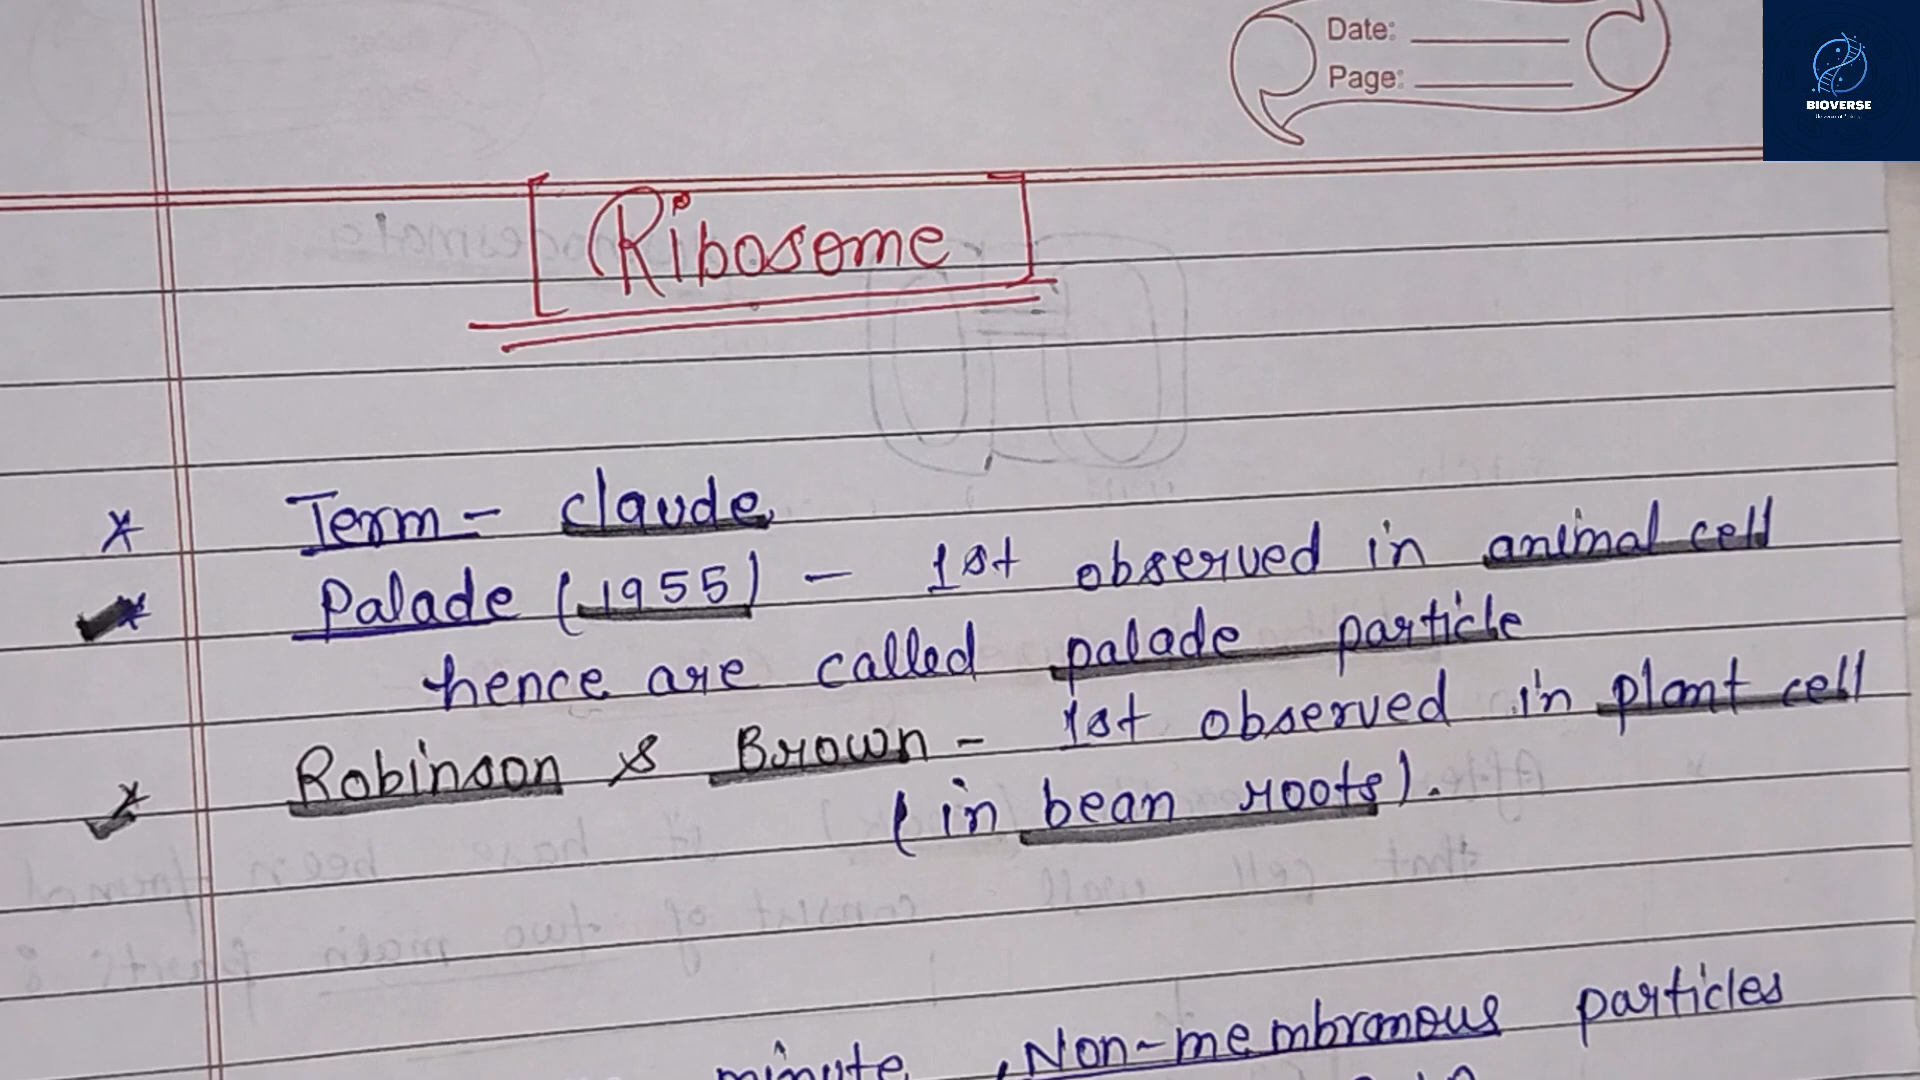 Date:
Page:
BIOVERSE
Ribosome
* Term - claude
* Palade (1955) - 1st observed in animal cell
hence are called palade particle
* Robinson & Brown - 1st observed in plant cell
(in bean roots).
minute, Non-membranous particles